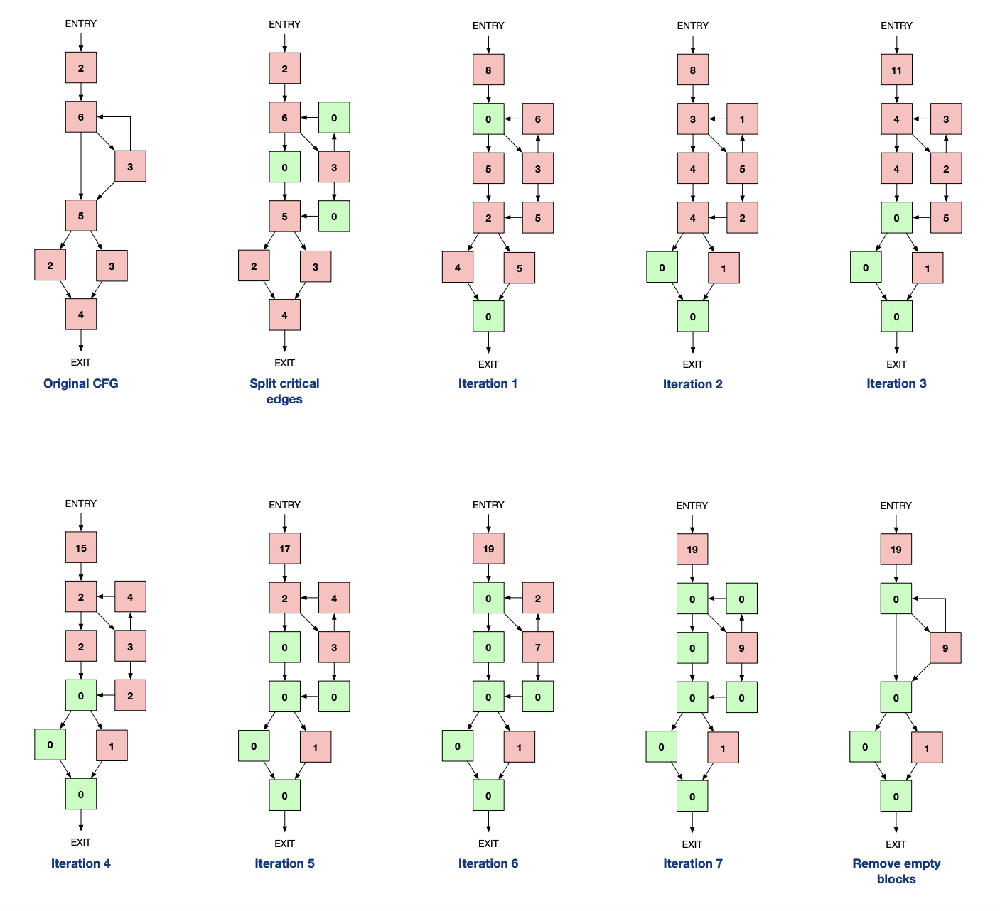 ENTRY
2
6
3
5
2
3
4
EXIT
Original CFG
ENTRY
2
6
0
0
3
5
0
2
3
4
EXIT
Split critical
edges
ENTRY
8
0
6
5
3
2
5
4
5
0
EXIT
Iteration 1
ENTRY
8
3
1
4
5
4
2
0
1
0
EXIT
Iteration 2
ENTRY
11
4
3
4
2
0
5
0
1
0
EXIT
Iteration 3
ENTRY
15
2
4
2
3
0
2
0
1
0
EXIT
Iteration 4
ENTRY
17
2
4
0
3
0
0
0
1
0
EXIT
Iteration 5
ENTRY
19
0
2
0
7
0
0
0
1
0
EXIT
Iteration 6
ENTRY
19
0
0
0
9
0
0
0
1
0
EXIT
Iteration 7
ENTRY
19
0
9
0
0
1
0
EXIT
Remove empty
blocks